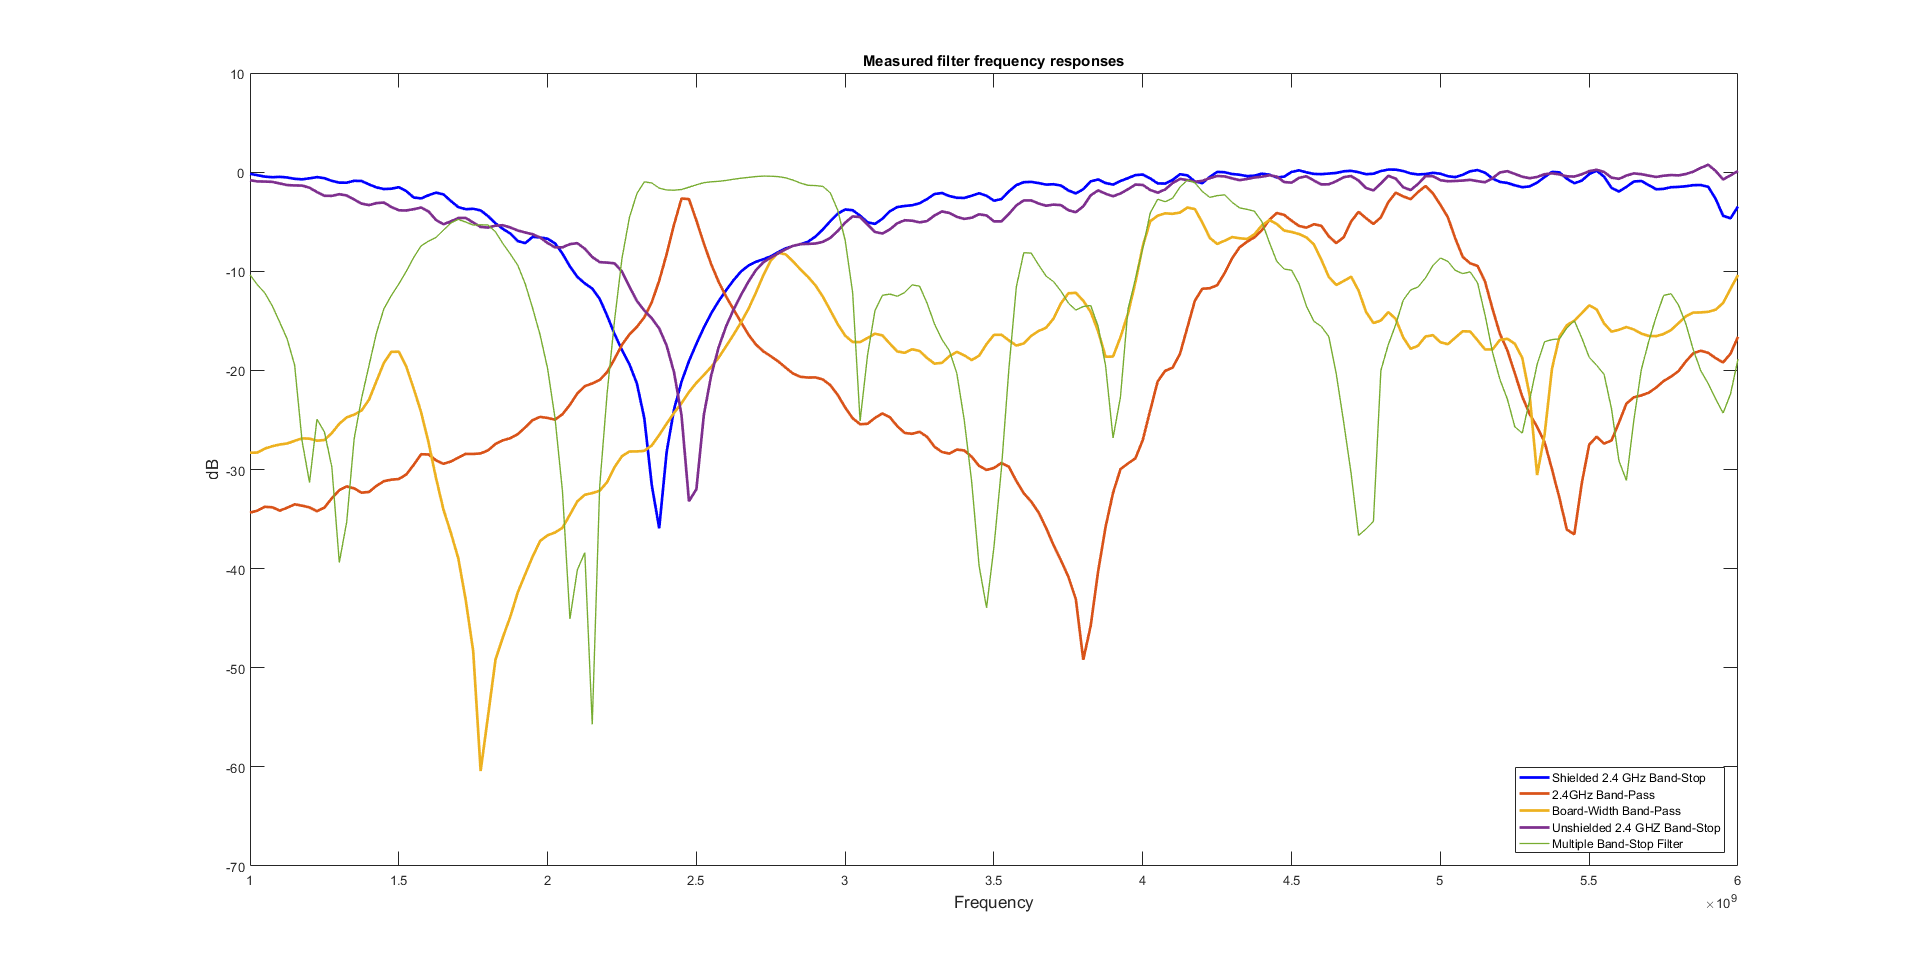 Measured filter frequency responses
10
0
-10
-20
-30
-40
-50
-60
-70
dB
1
1.5
2
2.5
3
3.5
4
4.5
5
5.5
6
Frequency
×10⁹
Shielded 2.4 GHz Band-Stop
2.4GHz Band-Pass
Board-Width Band-Pass
Unshielded 2.4 GHZ Band-Stop
Multiple Band-Stop Filter